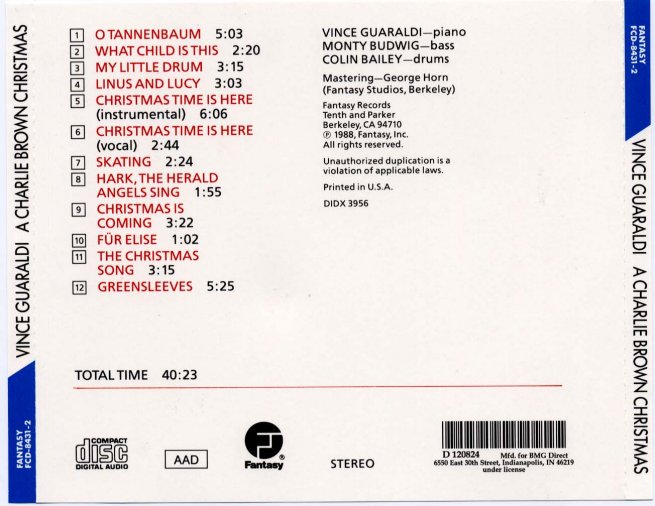 VINCE GUARALDI A CHARLIE BROWN CHRISTMAS
FANTASY
FCD-8431-2
1 O TANNENBAUM 5:03
2 WHAT CHILD IS THIS 2:20
3 MY LITTLE DRUM 3:15
4 LINUS AND LUCY 3:03
5 CHRISTMAS TIME IS HERE
(instrumental) 6:06
6 CHRISTMAS TIME IS HERE
(vocal) 2:44
7 SKATING 2:24
8 HARK, THE HERALD
ANGELS SING 1:55
9 CHRISTMAS IS
COMING 3:22
10 FÜR ELISE 1:02
11 THE CHRISTMAS
SONG 3:15
12 GREENSLEEVES 5:25
VINCE GUARALDI—piano
MONTY BUDWIG—bass
COLIN BAILEY—drums
Mastering—George Horn
(Fantasy Studios, Berkeley)
Fantasy Records
Tenth and Parker
Berkeley, CA 94710
℗ 1988, Fantasy, Inc.
All rights reserved.
Unauthorized duplication is a
violation of applicable laws.
Printed in U.S.A.
DIDX 3956
TOTAL TIME 40:23
COMPACT
disc
DIGITAL AUDIO
AAD
Fantasy®
STEREO
D 120824 Mfd. for BMG Direct
6550 East 30th Street, Indianapolis, IN 46219
under license
FANTASY
FCD-8431-2
VINCE GUARALDI A CHARLIE BROWN CHRISTMAS